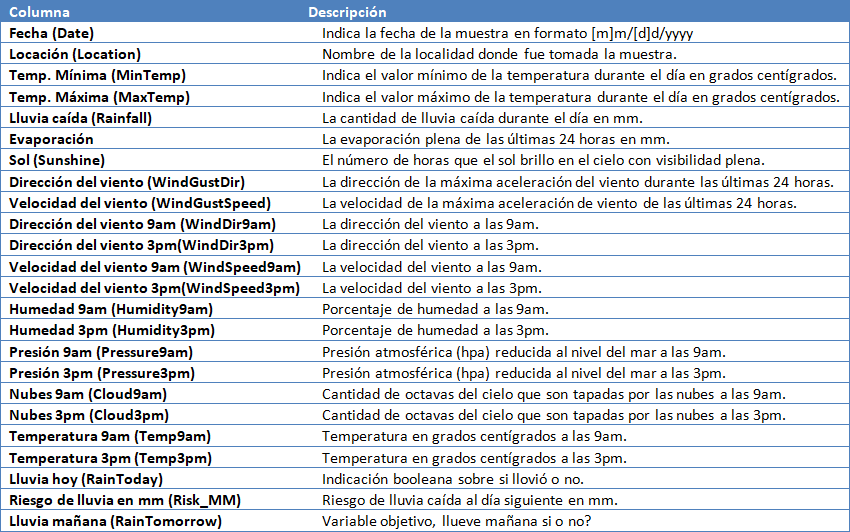 Columna Descripción
Fecha (Date) Indica la fecha de la muestra en formato [m]m/[d]d/yyyy
Locación (Location) Nombre de la localidad donde fue tomada la muestra.
Temp. Mínima (MinTemp) Indica el valor mínimo de la temperatura durante el día en grados centígrados.
Temp. Máxima (MaxTemp) Indica el valor máximo de la temperatura durante el día en grados centígrados.
Lluvia caída (Rainfall) La cantidad de lluvia caída durante el día en mm.
Evaporación La evaporación plena de las últimas 24 horas en mm.
Sol (Sunshine) El número de horas que el sol brillo en el cielo con visibilidad plena.
Dirección del viento (WindGustDir) La dirección de la máxima aceleración del viento durante las últimas 24 horas.
Velocidad del viento (WindGustSpeed) La velocidad de la máxima aceleración de viento de las últimas 24 horas.
Dirección del viento 9am (WindDir9am) La dirección del viento a las 9am.
Dirección del viento 3pm(WindDir3pm) La dirección del viento a las 3pm.
Velocidad del viento 9am (WindSpeed9am) La velocidad del viento a las 9am.
Velocidad del viento 3pm(WindSpeed3pm) La velocidad del viento a las 3pm.
Humedad 9am (Humidity9am) Porcentaje de humedad a las 9am.
Humedad 3pm (Humidity3pm) Porcentaje de humedad a las 3pm.
Presión 9am (Pressure9am) Presión atmosférica (hpa) reducida al nivel del mar a las 9am.
Presión 3pm (Pressure3pm) Presión atmosférica (hpa) reducida al nivel del mar a las 3pm.
Nubes 9am (Cloud9am) Cantidad de octavas del cielo que son tapadas por las nubes a las 9am.
Nubes 3pm (Cloud3pm) Cantidad de octavas del cielo que son tapadas por las nubes a las 3pm.
Temperatura 9am (Temp9am) Temperatura en grados centígrados a las 9am.
Temperatura 3pm (Temp3pm) Temperatura en grados centígrados a las 3pm.
Lluvia hoy (RainToday) Indicación booleana sobre si llovió o no.
Riesgo de lluvia en mm (Risk_MM) Riesgo de lluvia caída al día siguiente en mm.
Lluvia mañana (RainTomorrow) Variable objetivo, llueve mañana si o no?